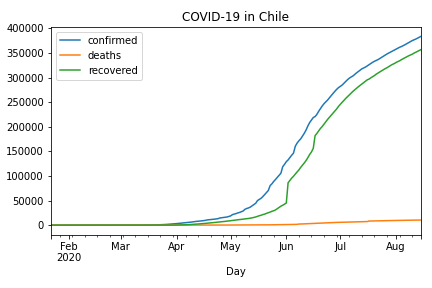 COVID-19 in Chile
confirmed
deaths
recovered
400000
350000
300000
250000
200000
150000
100000
50000
0
Feb Mar Apr May Jun Jul Aug
2020
Day